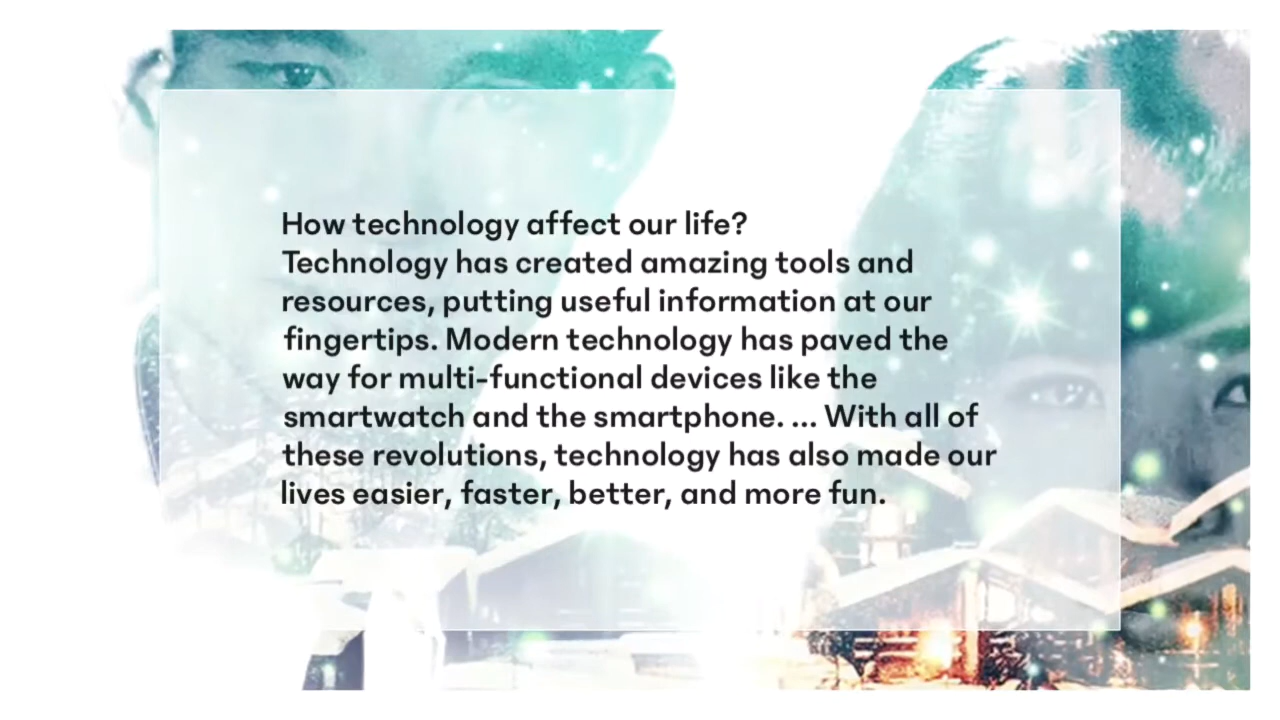 How technology affect our life?
Technology has created amazing tools and
resources, putting useful information at our
fingertips. Modern technology has paved the
way for multi-functional devices like the
smartwatch and the smartphone. ... With all of
these revolutions, technology has also made our
lives easier, faster, better, and more fun.